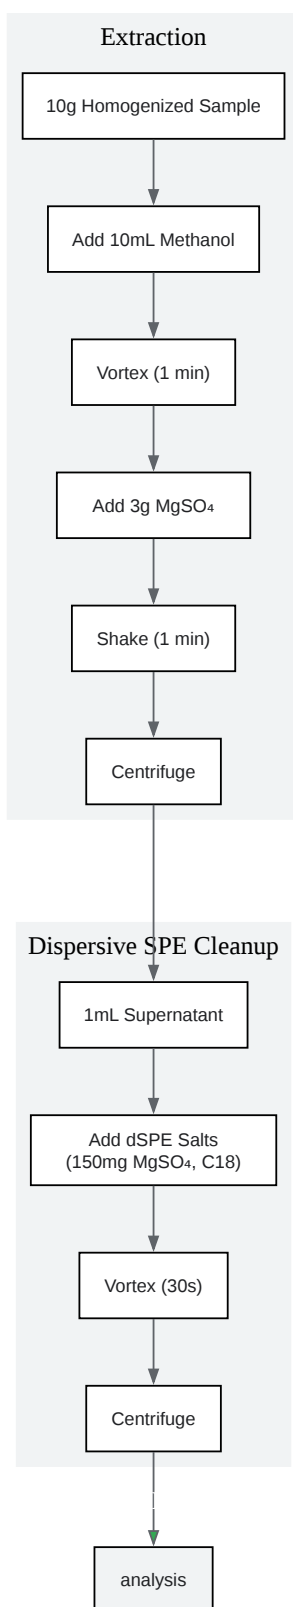 Extraction
10g Homogenized Sample
Add 10mL Methanol
Vortex (1 min)
Add 3g MgSO₄
Shake (1 min)
Centrifuge
Dispersive SPE Cleanup
1mL Supernatant
Add dSPE Salts
(150mg MgSO₄, C18)
Vortex (30s)
Centrifuge
analysis